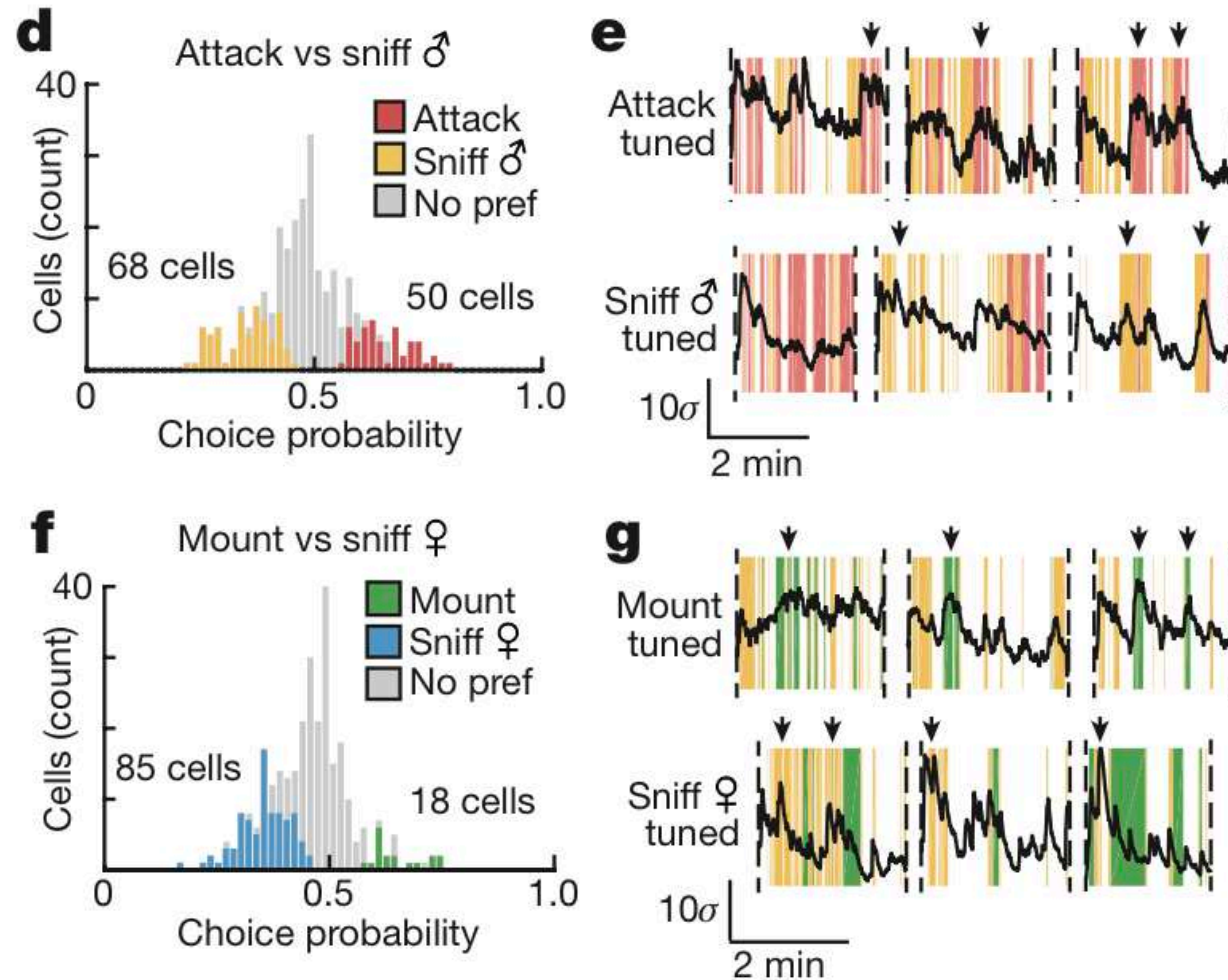 d
Attack vs sniff ♂
40
Attack
Sniff ♂
No pref
68 cells
50 cells
Cells (count)
0
0.5
1.0
Choice probability
e
Attack
tuned
Sniff ♂
tuned
10σ
2 min
f
Mount vs sniff ♀
40
Mount
Sniff ♀
No pref
85 cells
18 cells
Cells (count)
0
0.5
1.0
Choice probability
g
Mount
tuned
Sniff ♀
tuned
10σ
2 min